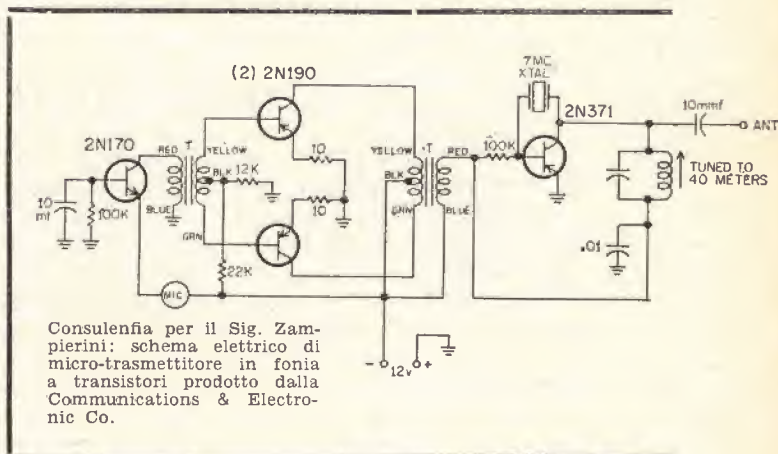 (2) 2N190
7MC
XTAL
2N371
10mmf
ANT
2N170
RED
T
YELLOW
10
YELLOW
T
RED
100K
BLK
12K
BLK
TUNED TO
40 METERS
10
mf
100K
BLUE
10
GRN
BLUE
GRN
.01
22K
MIC
- 12v +
Consulenfia per il Sig. Zam-
pierini: schema elettrico di
micro-trasmettitore in fonia
a transistori prodotto dalla
Communications & Electro-
nic Co.